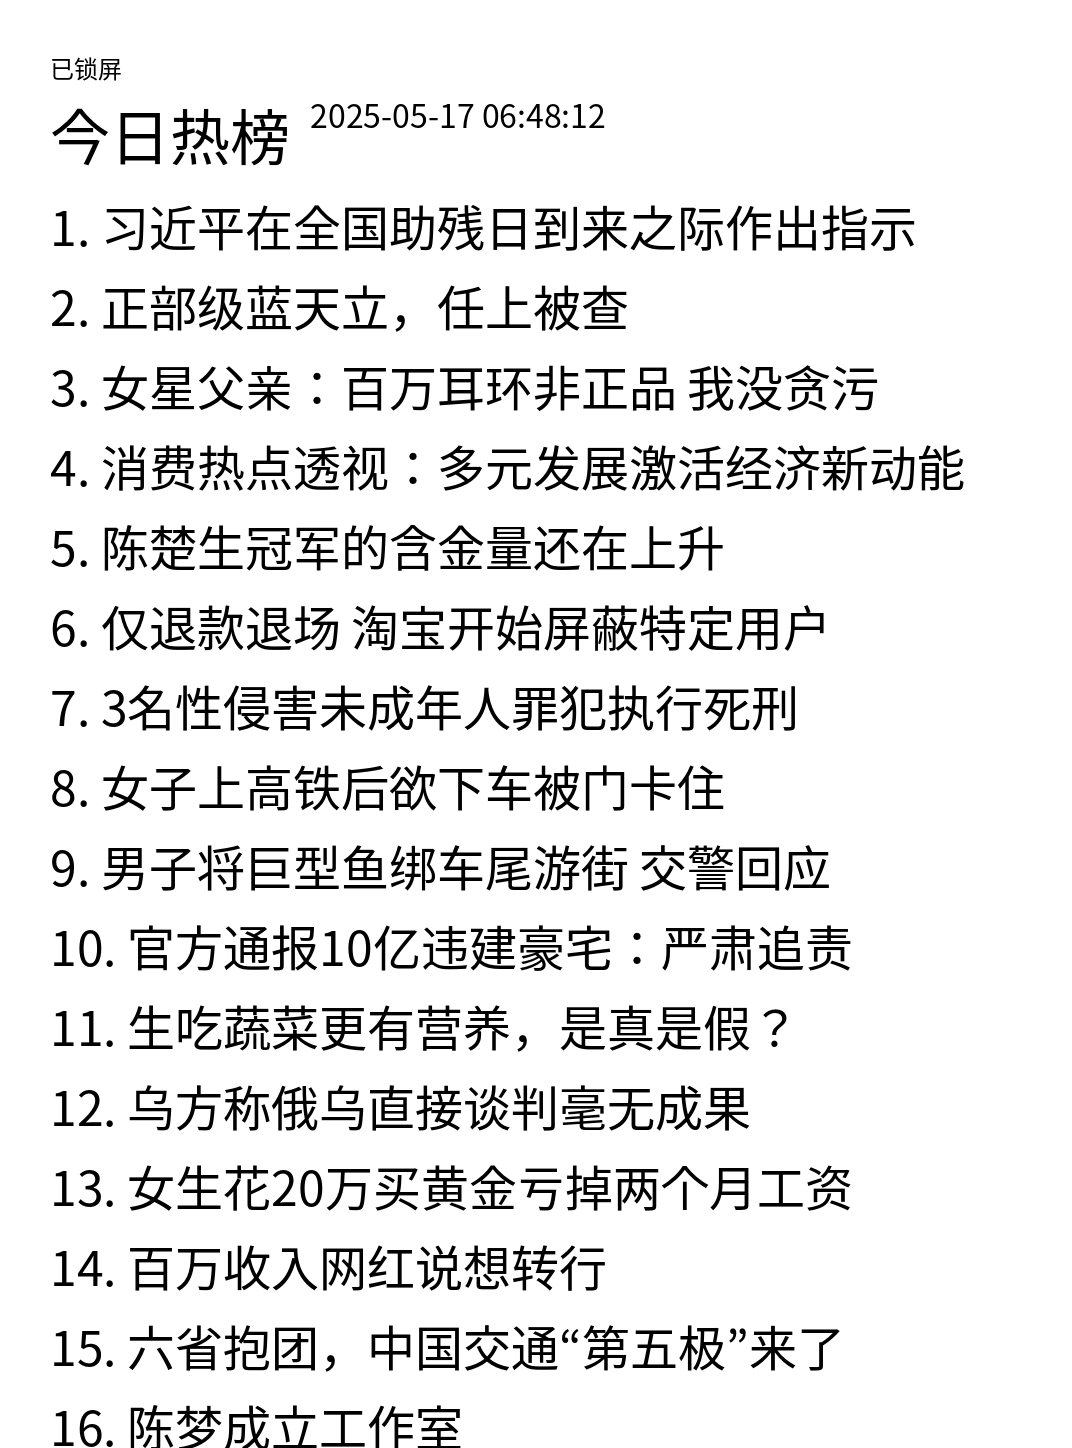 已锁屏
今日热榜 2025-05-17 06:48:12
1. 习近平在全国助残日到来之际作出指示
2. 正部级蓝天立，任上被查
3. 女星父亲：百万耳环非正品 我没贪污
4. 消费热点透视：多元发展激活经济新动能
5. 陈楚生冠军的含金量还在上升
6. 仅退款退场 淘宝开始屏蔽特定用户
7. 3名性侵害未成年人罪犯执行死刑
8. 女子上高铁后欲下车被门卡住
9. 男子将巨型鱼绑车尾游街 交警回应
10. 官方通报10亿违建豪宅：严肃追责
11. 生吃蔬菜更有营养，是真是假？
12. 乌方称俄乌直接谈判毫无成果
13. 女生花20万买黄金亏掉两个月工资
14. 百万收入网红说想转行
15. 六省抱团，中国交通“第五极”来了
16. 陈梦成立工作室